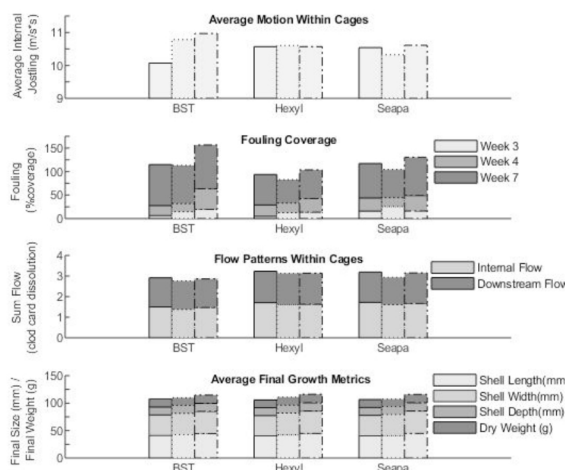 Average Motion Within Cages
Average Internal
Jostling (m/s*s)
11
10
9
BST
Hexyl
Seapa
Fouling Coverage
Fouling
(%coverage)
150
100
50
0
BST
Hexyl
Seapa
Week 3
Week 4
Week 7
Flow Patterns Within Cages
Sum Flow
(clod card dissolution)
4
3
2
1
0
BST
Hexyl
Seapa
Internal Flow
Downstream Flow
Average Final Growth Metrics
Final Size (mm) /
Final Weight (g)
150
100
50
0
BST
Hexyl
Seapa
Shell Length(mm)
Shell Width(mm)
Shell Depth(mm)
Dry Weight (g)